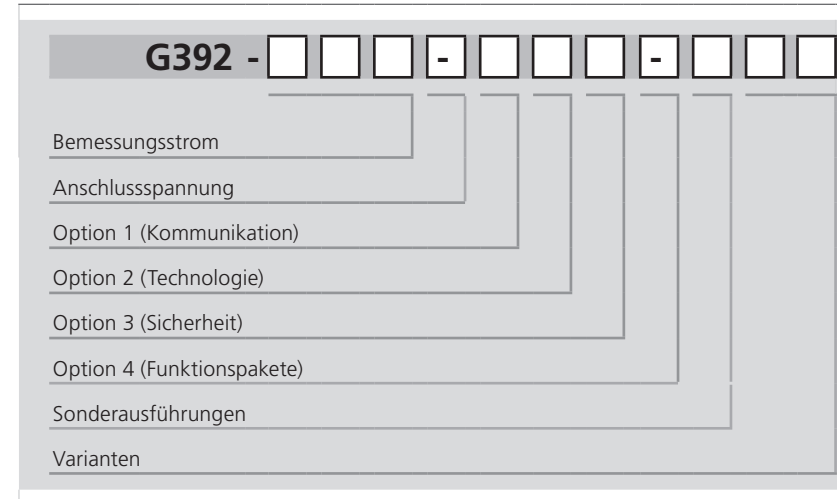 G392 - - -
Bemessungsstrom
Anschlussspannung
Option 1 (Kommunikation)
Option 2 (Technologie)
Option 3 (Sicherheit)
Option 4 (Funktionspakete)
Sonderausführungen
Varianten